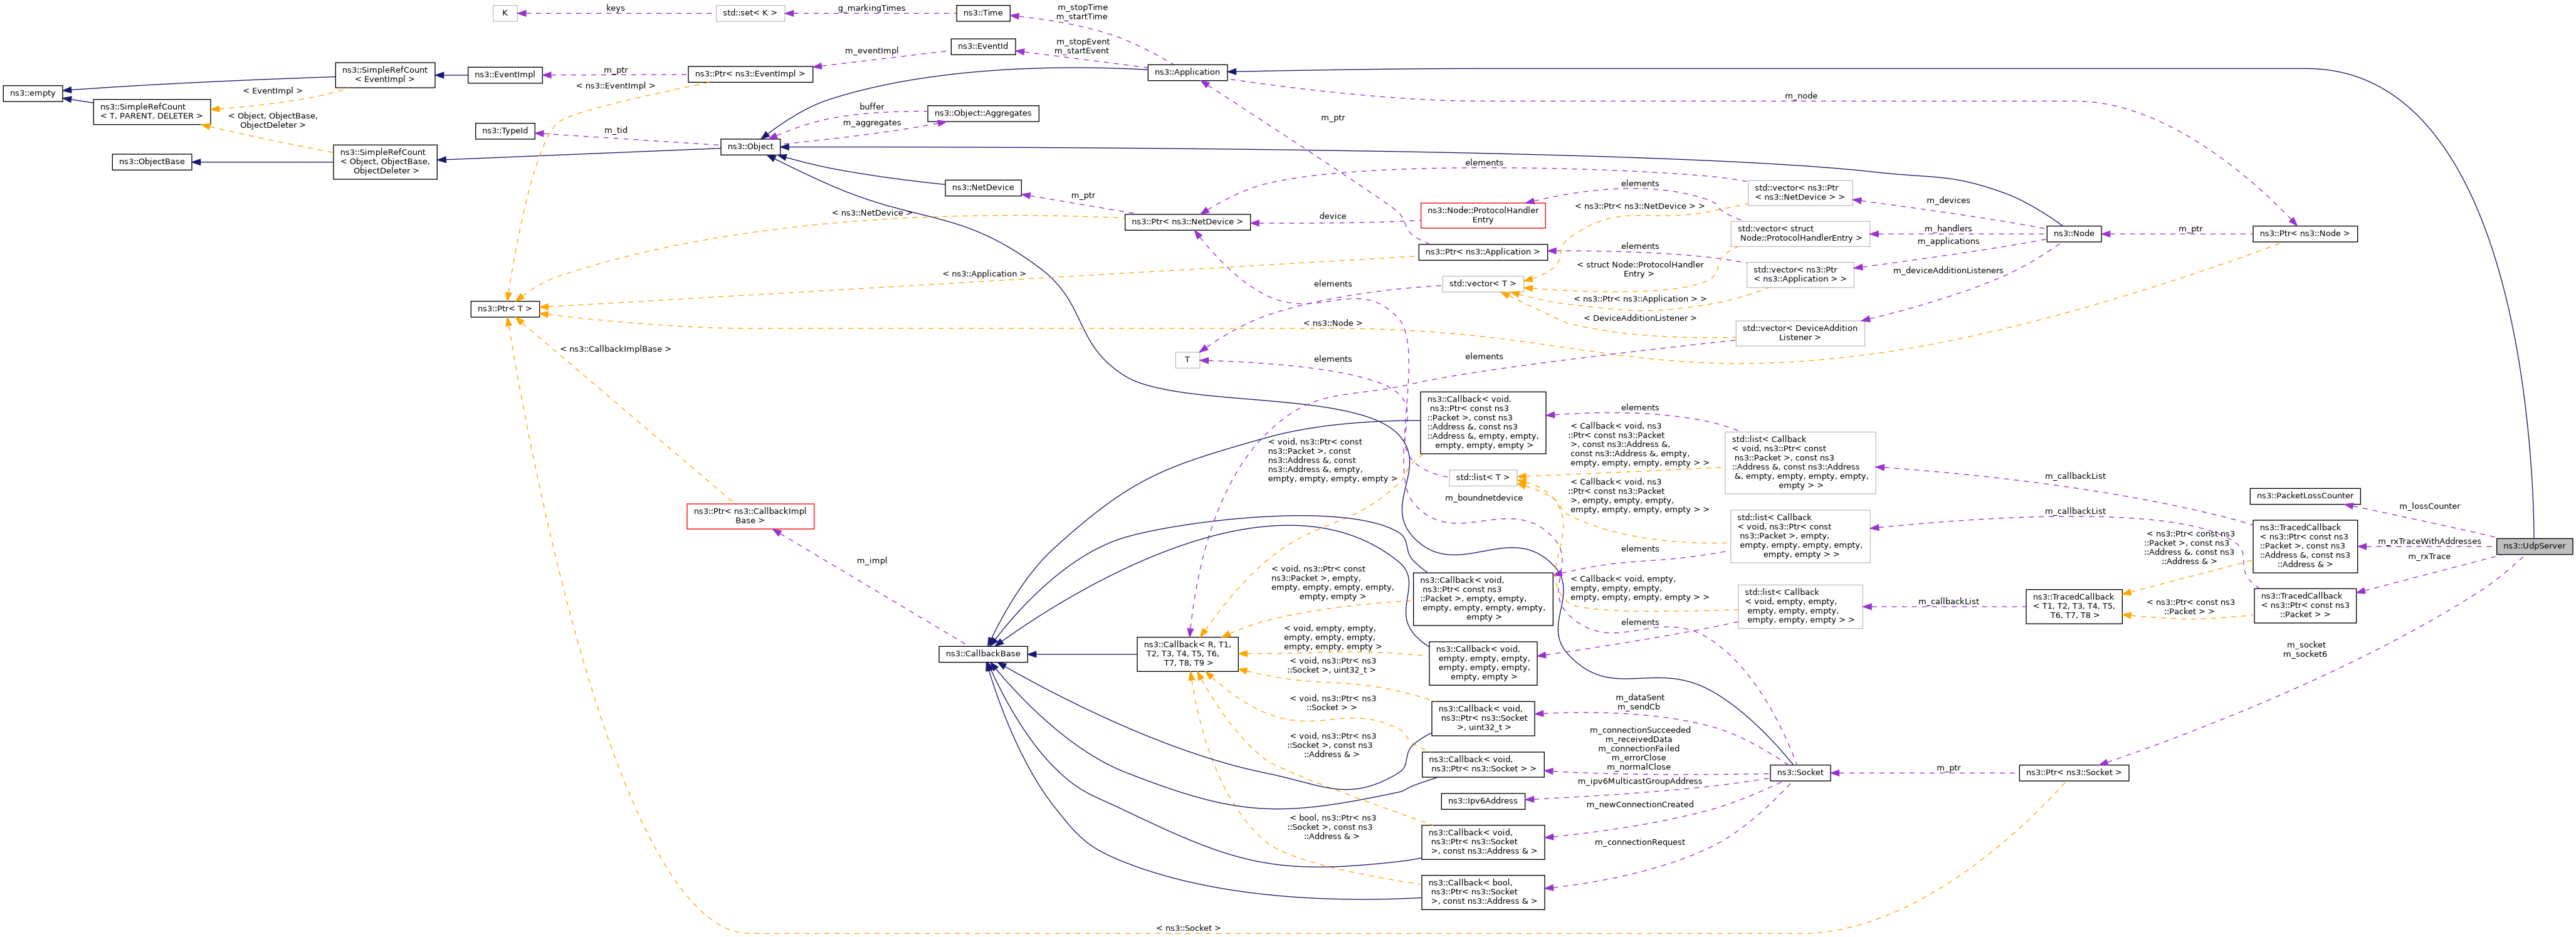 K
keys
std::set< K >
g_markingTimes
ns3::Time
m_stopTime
m_startTime
ns3::EventId
m_stopEvent
m_startEvent
m_eventImpl
ns3::SimpleRefCount
< EventImpl >
ns3::EventImpl
m_ptr
ns3::Ptr< ns3::EventImpl >
ns3::Application
ns3::empty
< EventImpl >
< ns3::EventImpl >
m_node
ns3::SimpleRefCount
< T, PARENT, DELETER >
< Object, ObjectBase,
ObjectDeleter >
buffer
ns3::Object::Aggregates
m_aggregates
m_ptr
ns3::TypeId
m_tid
ns3::Object
ns3::ObjectBase
ns3::SimpleRefCount
< Object, ObjectBase,
ObjectDeleter >
elements
ns3::NetDevice
m_ptr
elements
std::vector< ns3::Ptr
< ns3::NetDevice > >
m_devices
< ns3::NetDevice >
ns3::Ptr< ns3::NetDevice >
device
ns3::Node::ProtocolHandler
Entry
< ns3::Ptr< ns3::NetDevice > >
std::vector< struct
Node::ProtocolHandlerEntry >
m_handlers
m_applications
ns3::Node
m_ptr
ns3::Ptr< ns3::Node >
elements
ns3::Ptr< ns3::Application >
< ns3::Application >
< struct Node::ProtocolHandler
Entry >
std::vector< ns3::Ptr
< ns3::Application > >
m_deviceAdditionListeners
elements
std::vector< T >
< ns3::Ptr< ns3::Application > >
ns3::Ptr< T >
< ns3::Node >
< DeviceAdditionListener >
std::vector< DeviceAddition
Listener >
< ns3::CallbackImplBase >
T
elements
elements
ns3::Callback< void,
ns3::Ptr< const ns3
::Packet >, const ns3
::Address &, const ns3
::Address &, empty, empty,
empty, empty, empty >
elements
< Callback< void, ns3
::Ptr< const ns3::Packet
>, const ns3::Address &,
const ns3::Address &, empty,
empty, empty, empty, empty > >
std::list< Callback
< void, ns3::Ptr< const
ns3::Packet >, const ns3
::Address &, const ns3::Address
&, empty, empty, empty, empty,
empty > >
< void, ns3::Ptr< const
ns3::Packet >, const
ns3::Address &, const
ns3::Address &, empty,
empty, empty, empty, empty >
std::list< T >
m_boundnetdevice
< Callback< void, ns3
::Ptr< const ns3::Packet
>, empty, empty, empty,
empty, empty, empty, empty > >
m_callbackList
ns3::PacketLossCounter
m_lossCounter
ns3::Ptr< ns3::CallbackImpl
Base >
std::list< Callback
< void, ns3::Ptr< const
ns3::Packet >, empty,
empty, empty, empty, empty,
empty, empty > >
m_callbackList
ns3::TracedCallback
< ns3::Ptr< const ns3
::Packet >, const ns3
::Address &, const ns3
::Address & >
m_rxTraceWithAddresses
m_rxTrace
ns3::UdpServer
< ns3::Ptr< const ns3
::Packet >, const ns3
::Address &, const ns3
::Address & >
m_impl
elements
ns3::Callback< void,
ns3::Ptr< const ns3
::Packet >, empty, empty,
empty, empty, empty, empty,
empty >
< void, ns3::Ptr< const
ns3::Packet >, empty,
empty, empty, empty, empty,
empty, empty >
< Callback< void, empty,
empty, empty, empty, empty,
empty, empty, empty, empty > >
std::list< Callback
< void, empty, empty,
empty, empty, empty,
empty, empty, empty > >
m_callbackList
ns3::TracedCallback
< T1, T2, T3, T4, T5,
T6, T7, T8 >
< ns3::Ptr< const ns3
::Packet > >
ns3::TracedCallback
< ns3::Ptr< const ns3
::Packet > >
elements
ns3::CallbackBase
ns3::Callback< R, T1,
T2, T3, T4, T5, T6,
T7, T8, T9 >
< void, empty, empty,
empty, empty, empty,
empty, empty, empty >
ns3::Callback< void,
empty, empty, empty,
empty, empty, empty,
empty, empty >
< void, ns3::Ptr< ns3
::Socket >, uint32_t >
m_socket
m_socket6
< void, ns3::Ptr< ns3
::Socket > >
ns3::Callback< void,
ns3::Ptr< ns3::Socket
>, uint32_t >
m_dataSent
m_sendCb
< void, ns3::Ptr< ns3
::Socket >, const ns3
::Address & >
ns3::Callback< void,
ns3::Ptr< ns3::Socket > >
m_connectionSucceeded
m_receivedData
m_connectionFailed
m_errorClose
m_normalClose
ns3::Socket
m_ptr
ns3::Ptr< ns3::Socket >
m_ipv6MulticastGroupAddress
ns3::Ipv6Address
m_newConnectionCreated
< bool, ns3::Ptr< ns3
::Socket >, const ns3
::Address & >
ns3::Callback< void,
ns3::Ptr< ns3::Socket
>, const ns3::Address & >
m_connectionRequest
ns3::Callback< bool,
ns3::Ptr< ns3::Socket
>, const ns3::Address & >
< ns3::Socket >